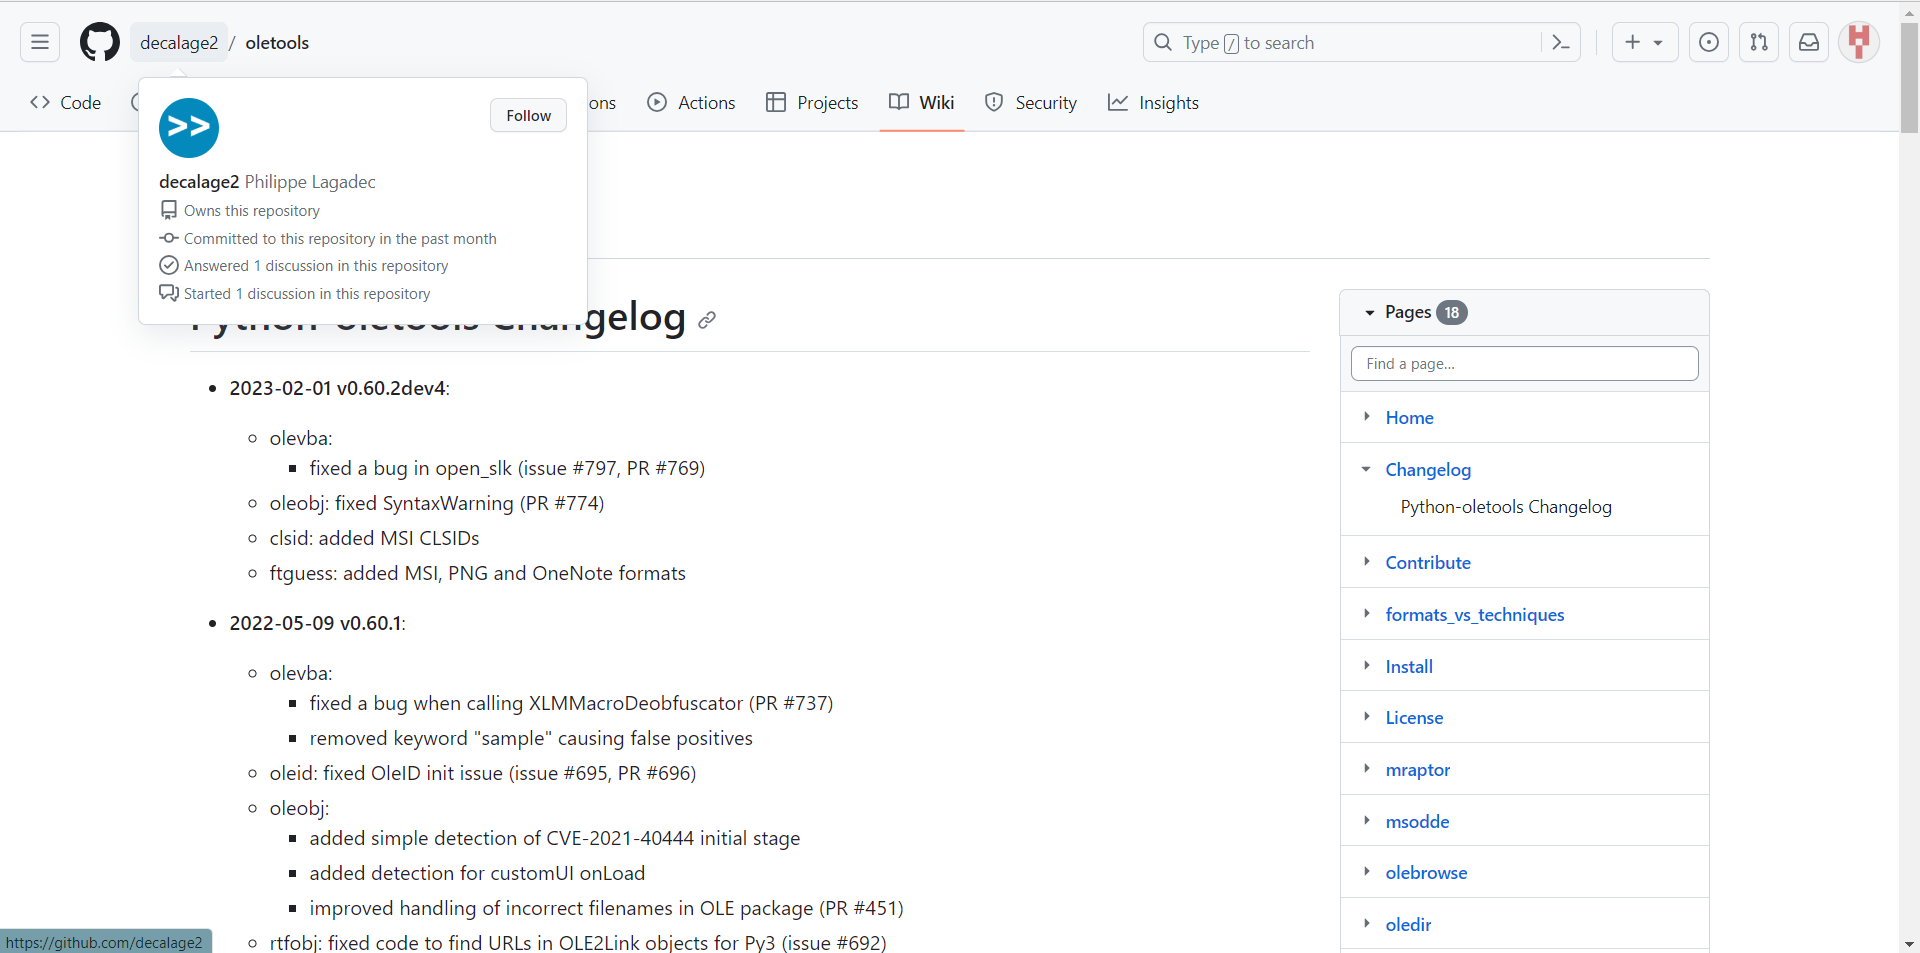 decalage2 / oletools
Type / to search
Code
ons
Actions
Projects
Wiki
Security
Insights
>>
Follow
decalage2 Philippe Lagadec
Owns this repository
Committed to this repository in the past month
Answered 1 discussion in this repository
Started 1 discussion in this repository
Python-oletools Changelog
2023-02-01 v0.60.2dev4:
olevba:
fixed a bug in open_slk (issue #797, PR #769)
oleobj: fixed SyntaxWarning (PR #774)
clsid: added MSI CLSIDs
ftguess: added MSI, PNG and OneNote formats
2022-05-09 v0.60.1:
olevba:
fixed a bug when calling XLMMacroDeobfuscator (PR #737)
removed keyword "sample" causing false positives
oleid: fixed OleID init issue (issue #695, PR #696)
oleobj:
added simple detection of CVE-2021-40444 initial stage
added detection for customUI onLoad
improved handling of incorrect filenames in OLE package (PR #451)
rtfobj: fixed code to find URLs in OLE2Link objects for Py3 (issue #692)
Pages 18
Find a page...
Home
Changelog
Python-oletools Changelog
Contribute
formats_vs_techniques
Install
License
mraptor
msodde
olebrowse
oledir
https://github.com/decalage2